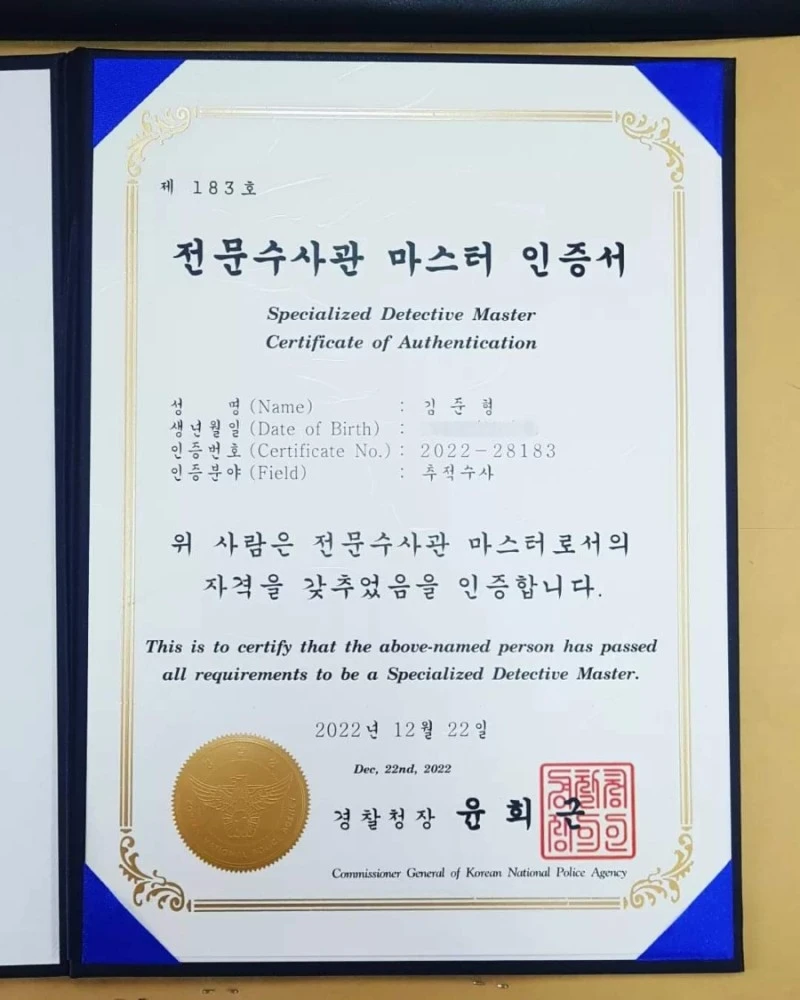 제 183호
전문수사관 마스터 인증서
Specialized Detective Master
Certificate of Authentication
성 명 (Name) : 김 준 형
생년월일 (Date of Birth) :
인증번호 (Certificate No.) : 2022-28183
인증분야 (Field) : 추적수사
위 사람은 전문수사관 마스터로서의
자격을 갖추었음을 인증합니다.
This is to certify that the above-named person has passed
all requirements to be a Specialized Detective Master.
2022년 12월 22일
Dec, 22nd, 2022
경찰청장 윤 희 근
Commissioner General of Korean National Police Agency